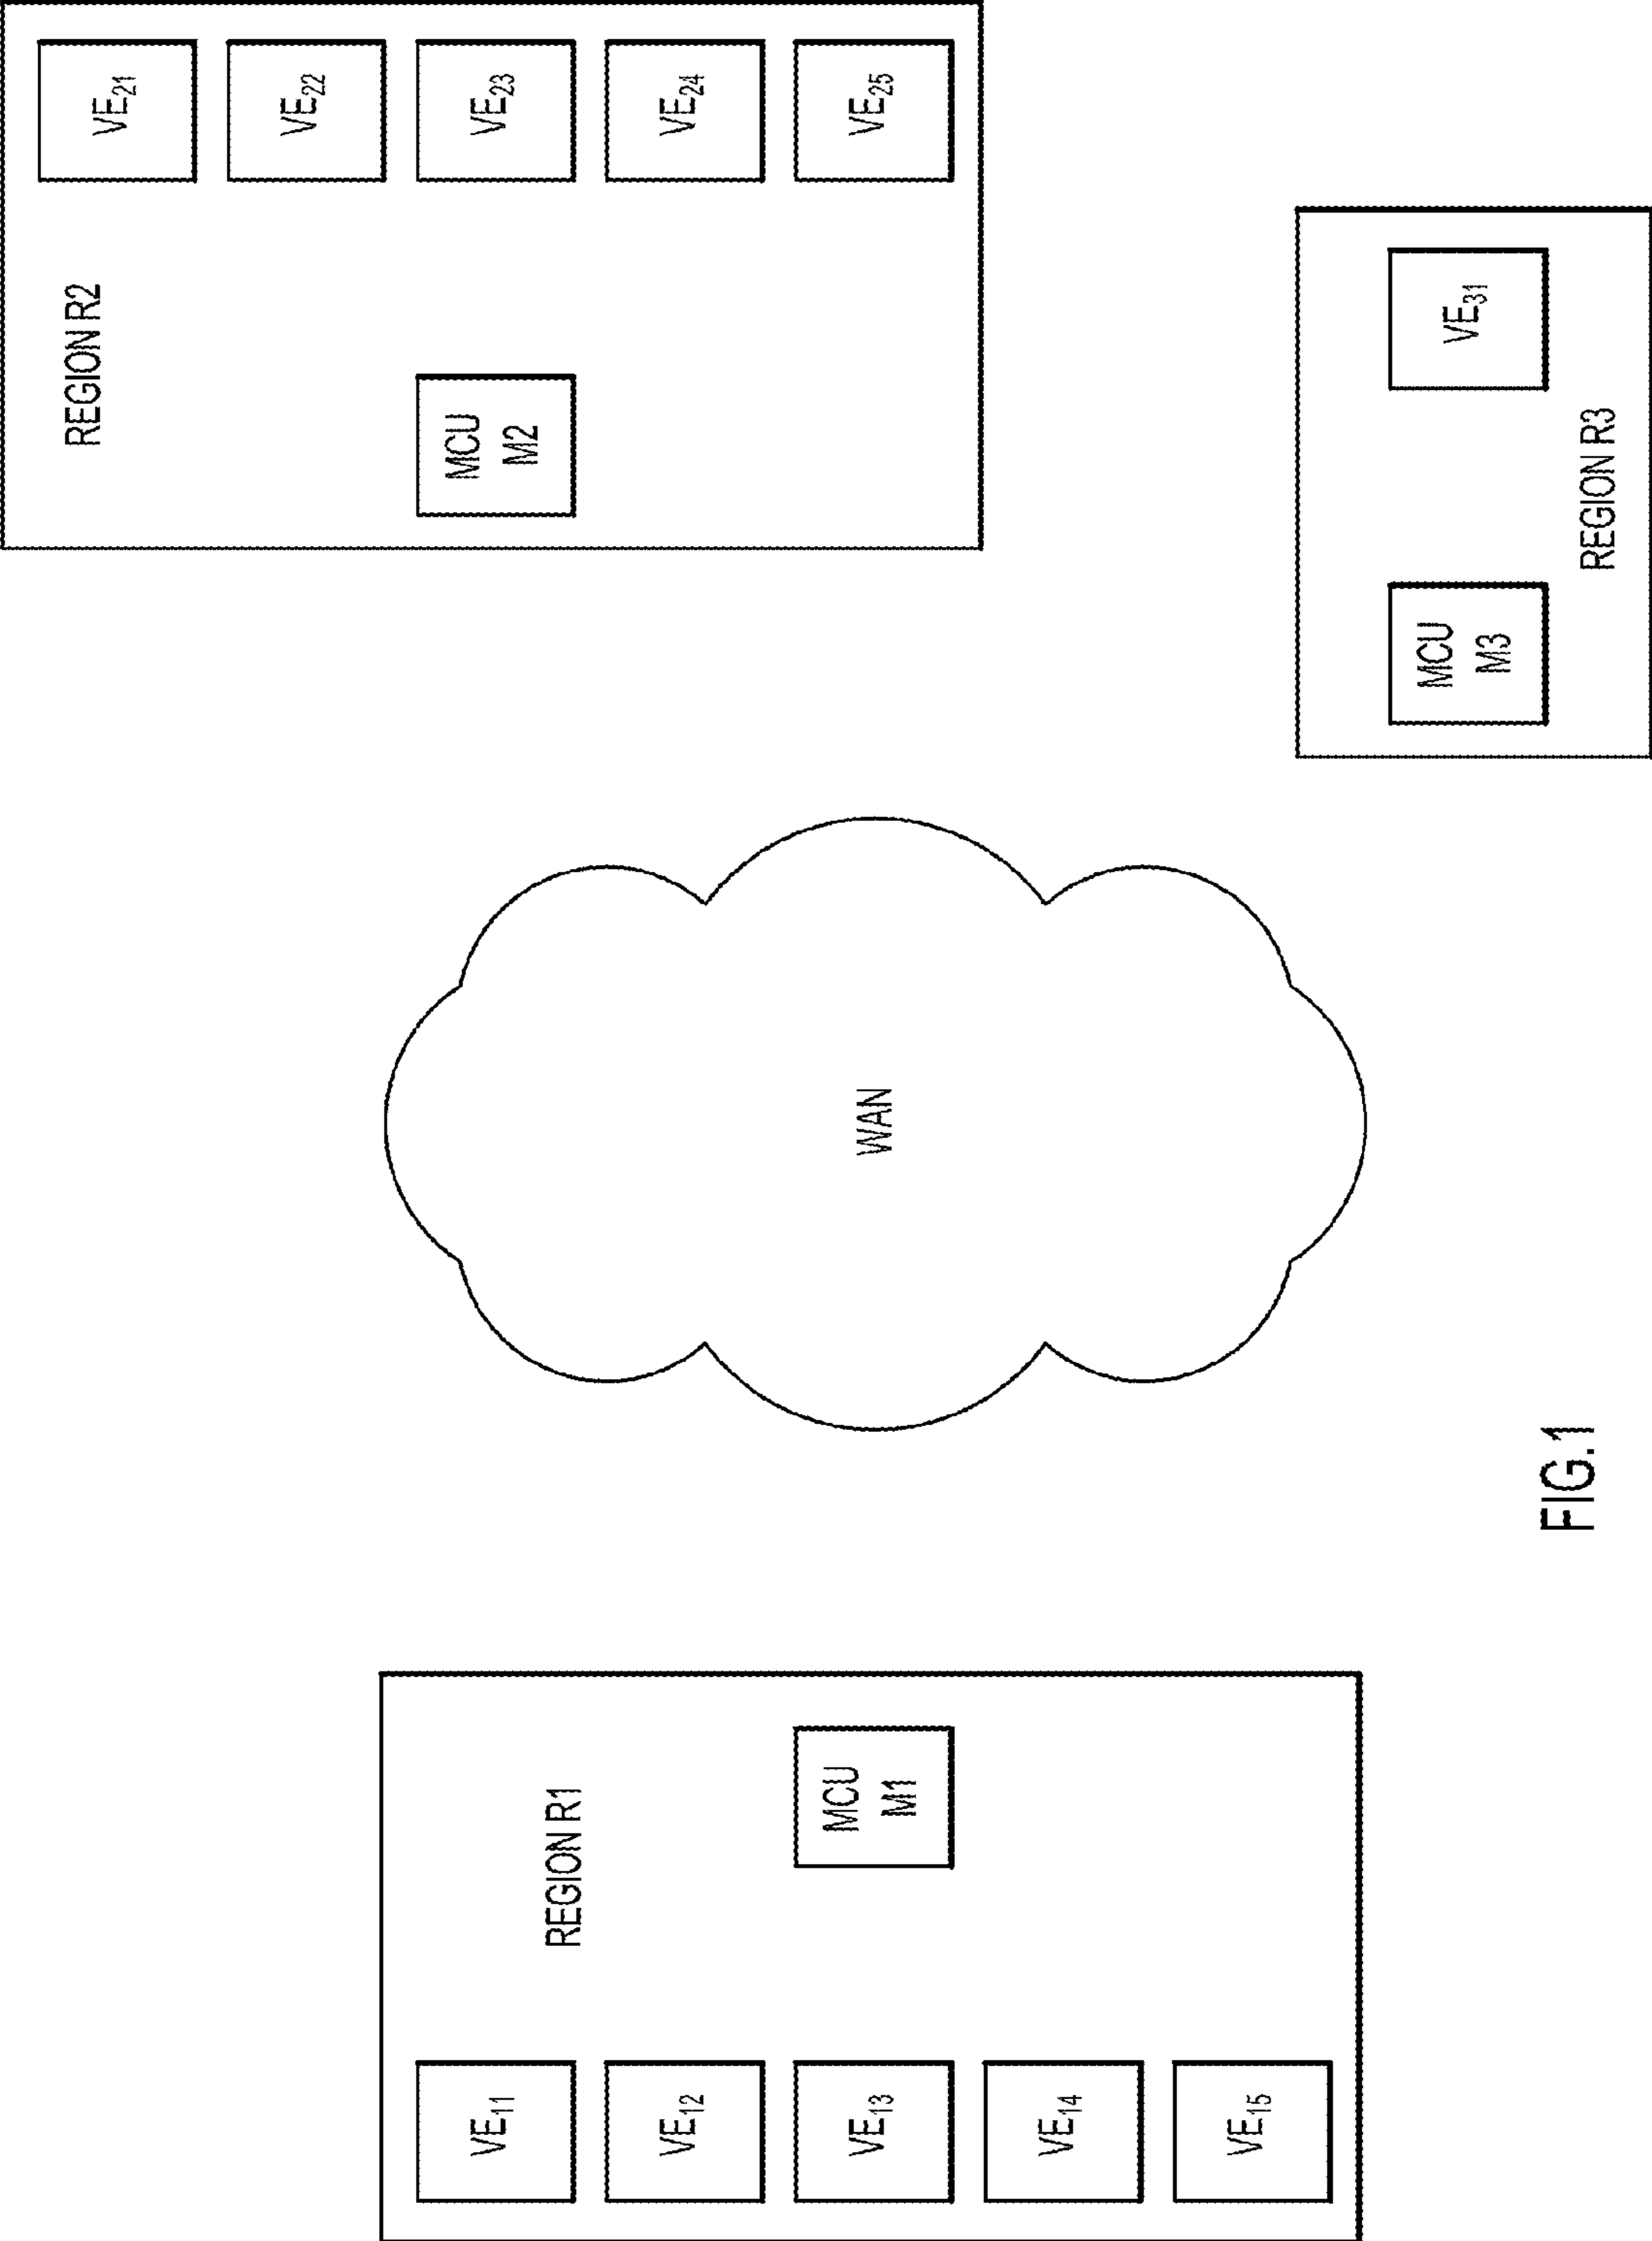 REGION R1
VE11
VE12
VE13
VE14
VE15
MCU
M1
WAN
REGION R2
MCU
M2
VE21
VE22
VE23
VE24
VE25
MCU
M3
VE31
REGION R3
FIG.1